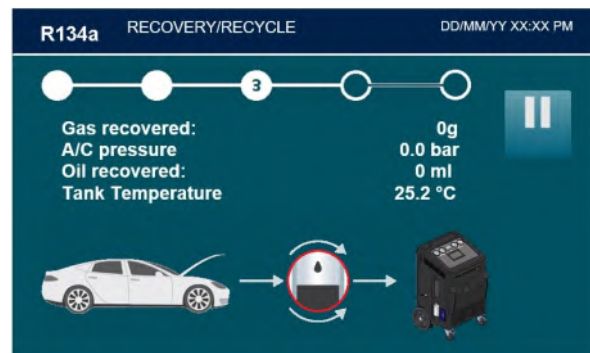 R134a RECOVERY/RECYCLE DD/MM/YY XX:XX PM
3
Gas recovered: 0g
A/C pressure 0.0 bar
Oil recovered: 0 ml
Tank Temperature 25.2 °C